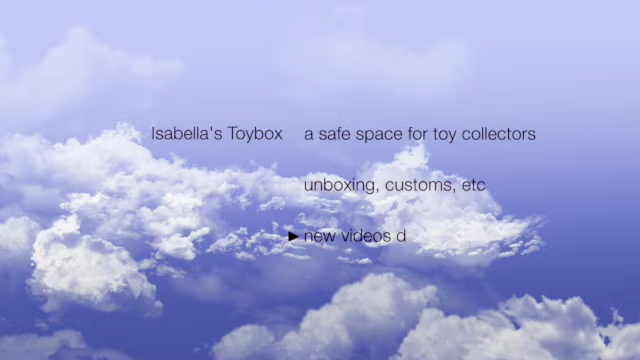 Isabella's Toybox a safe space for toy collectors
unboxing, customs, etc
►new videos d